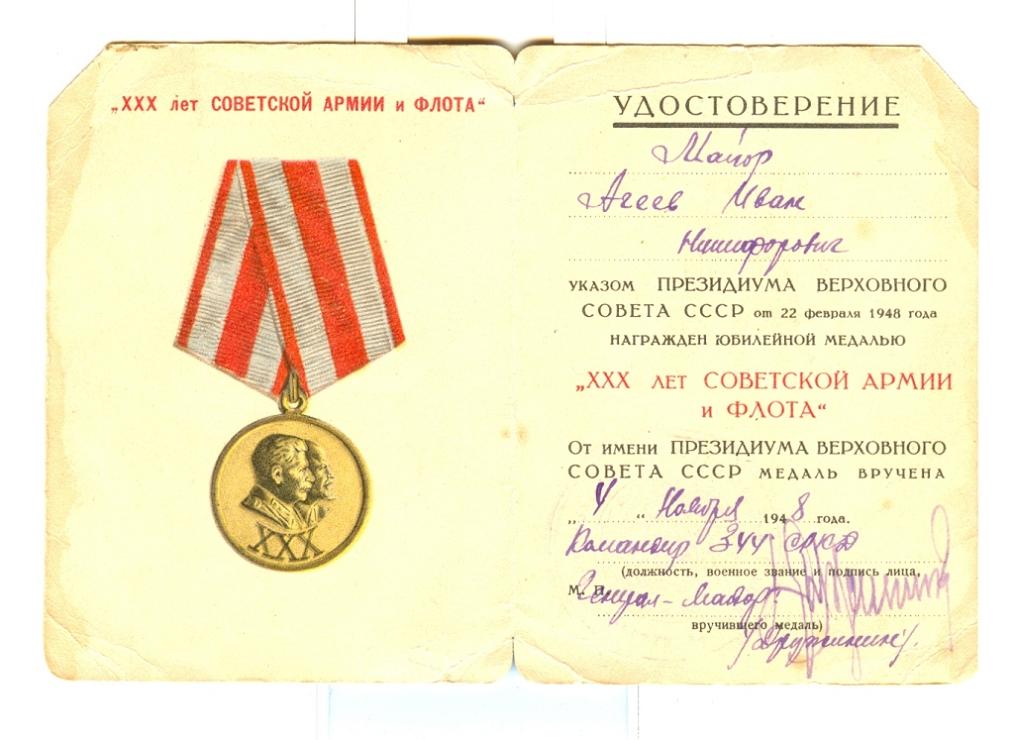 „XXX лет СОВЕТСКОЙ АРМИИ и ФЛОТА“
XXX
УДОСТОВЕРЕНИЕ
Майор
Агеев Иван
Никифорович
УКАЗОМ ПРЕЗИДИУМА ВЕРХОВНОГО
СОВЕТА СССР от 22 февраля 1948 года
НАГРАЖДЕН ЮБИЛЕЙНОЙ МЕДАЛЬЮ
„XXX ЛЕТ СОВЕТСКОЙ АРМИИ
и ФЛОТА“
От имени ПРЕЗИДИУМА ВЕРХОВНОГО
СОВЕТА СССР МЕДАЛЬ ВРУЧЕНА
„4“ Ноября 1948 года.
Командир 344
(должность, военное звание и подпись лица,
М. П. Генерал-Майор
вручившего медаль)
(Дружинин).